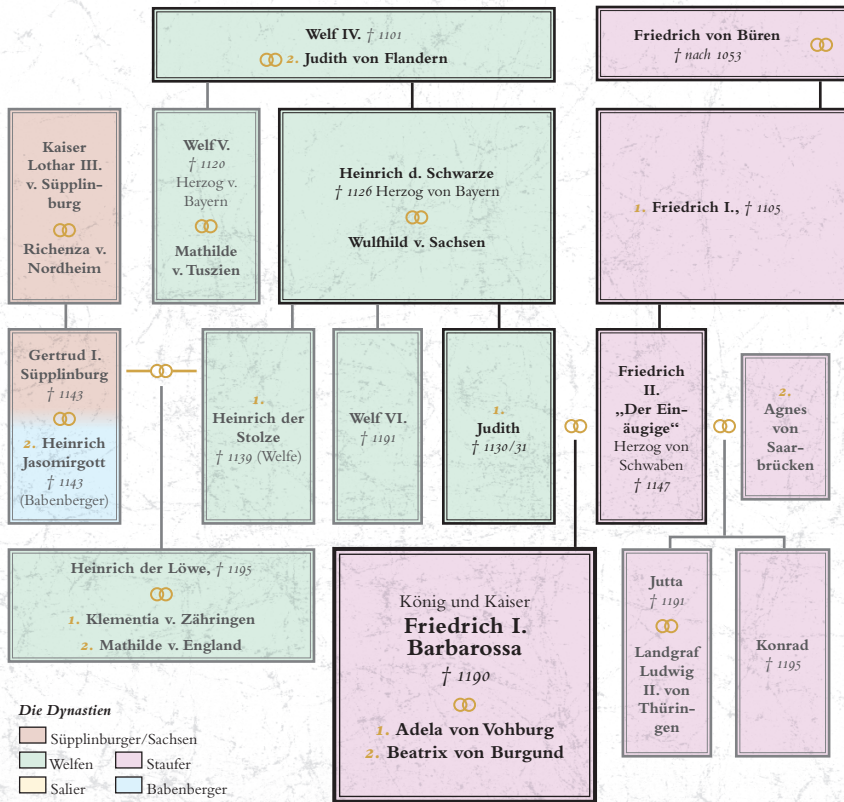 Welf IV. † 1101
2. Judith von Flandern
Friedrich von Büren
† nach 1053
Kaiser
Lothar III.
v. Süpplin-
burg
Richenza v.
Nordheim
Welf V.
† 1120
Herzog v.
Bayern
Mathilde
v. Tuszien
Heinrich d. Schwarze
† 1126 Herzog von Bayern
Wulfhild v. Sachsen
1. Friedrich I., † 1105
Gertrud I.
Süpplinburg
† 1143
2. Heinrich
Jasomirgott
† 1143
(Babenberger)
1.
Heinrich der
Stolze
† 1139 (Welfe)
Welf VI.
† 1191
1.
Judith
† 1130/31
Friedrich
II.
„Der Ein-
äugige“
Herzog von
Schwaben
† 1147
2.
Agnes
von
Saar-
brücken
Heinrich der Löwe, † 1195
1. Klementia v. Zähringen
2. Mathilde v. England
König und Kaiser
Friedrich I.
Barbarossa
† 1190
1. Adela von Vohburg
2. Beatrix von Burgund
Jutta
† 1191
Landgraf
Ludwig
II. von
Thürin-
gen
Konrad
† 1195
Die Dynastien
Süpplinburger/Sachsen
Welfen
Staufer
Salier
Babenberger